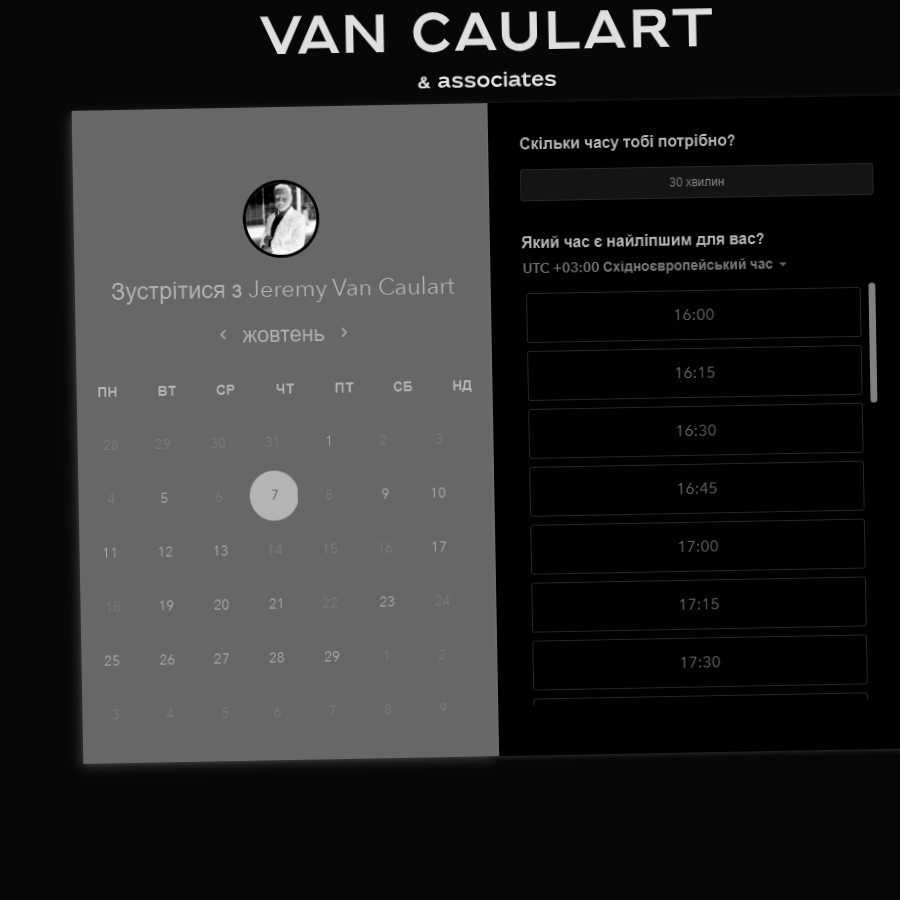 VAN CAULART
& associates
Зустрітися з Jeremy Van Caulart
жовтень
ПН ВТ СР ЧТ ПТ СБ НД
28 29 30 31 1 2 3
4 5 6 7 8 9 10
11 12 13 14 15 16 17
18 19 20 21 22 23 24
25 26 27 28 29 1 2
3 4 5 6 7 8 9
Скільки часу тобі потрібно?
30 хвилин
Який час є найліпшим для вас?
UTC +03:00 Східноєвропейський час
16:00
16:15
16:30
16:45
17:00
17:15
17:30